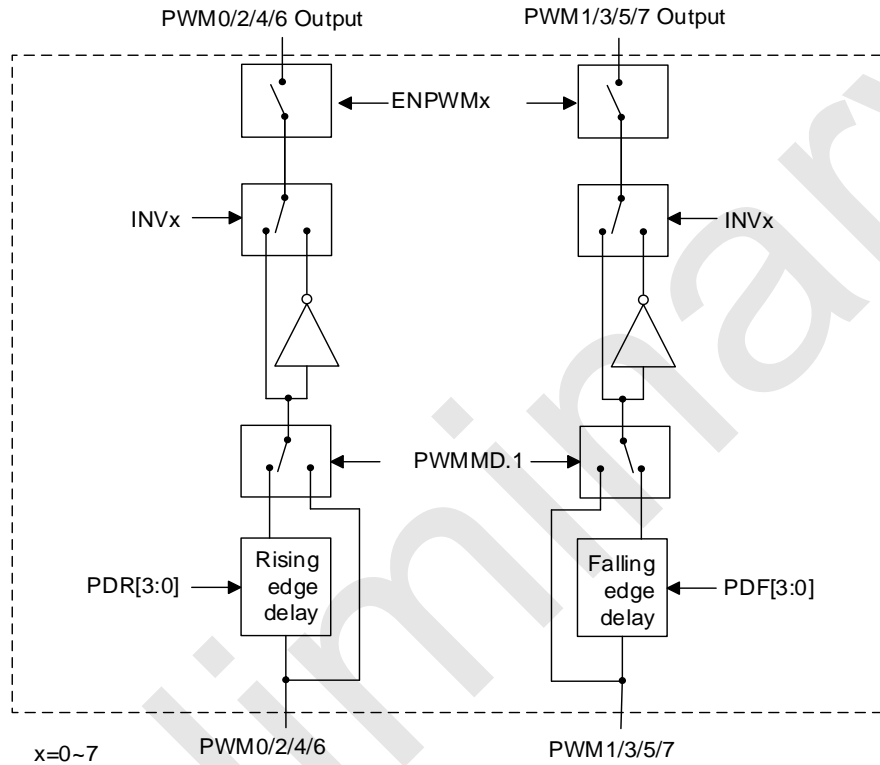 PWM0/2/4/6 Output
PWM1/3/5/7 Output
ENPWMx
INVx
INVx
PWMMD.1
PDR[3:0]
Rising
edge
delay
Falling
edge
delay
PDF[3:0]
PWM0/2/4/6
PWM1/3/5/7
x=0~7